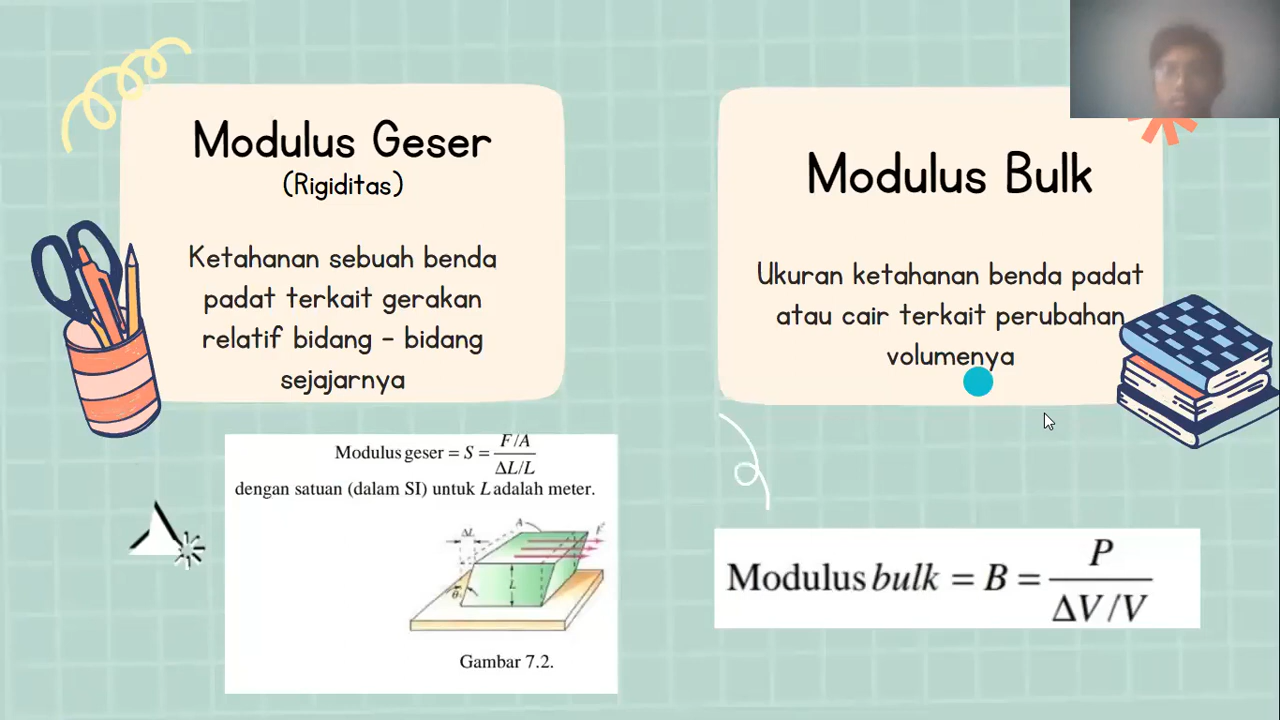 Modulus Geser
(Rigiditas)
Ketahanan sebuah benda
padat terkait gerakan
relatif bidang - bidang
sejajarnya
Modulus geser = S = F/A
ΔL/L
dengan satuan (dalam SI) untuk L adalah meter.
A
ΔL
F
L
θ
Gambar 7.2.
Modulus Bulk
Ukuran ketahanan benda padat
atau cair terkait perubahan
volumenya
Modulus bulk = B = P
ΔV/V